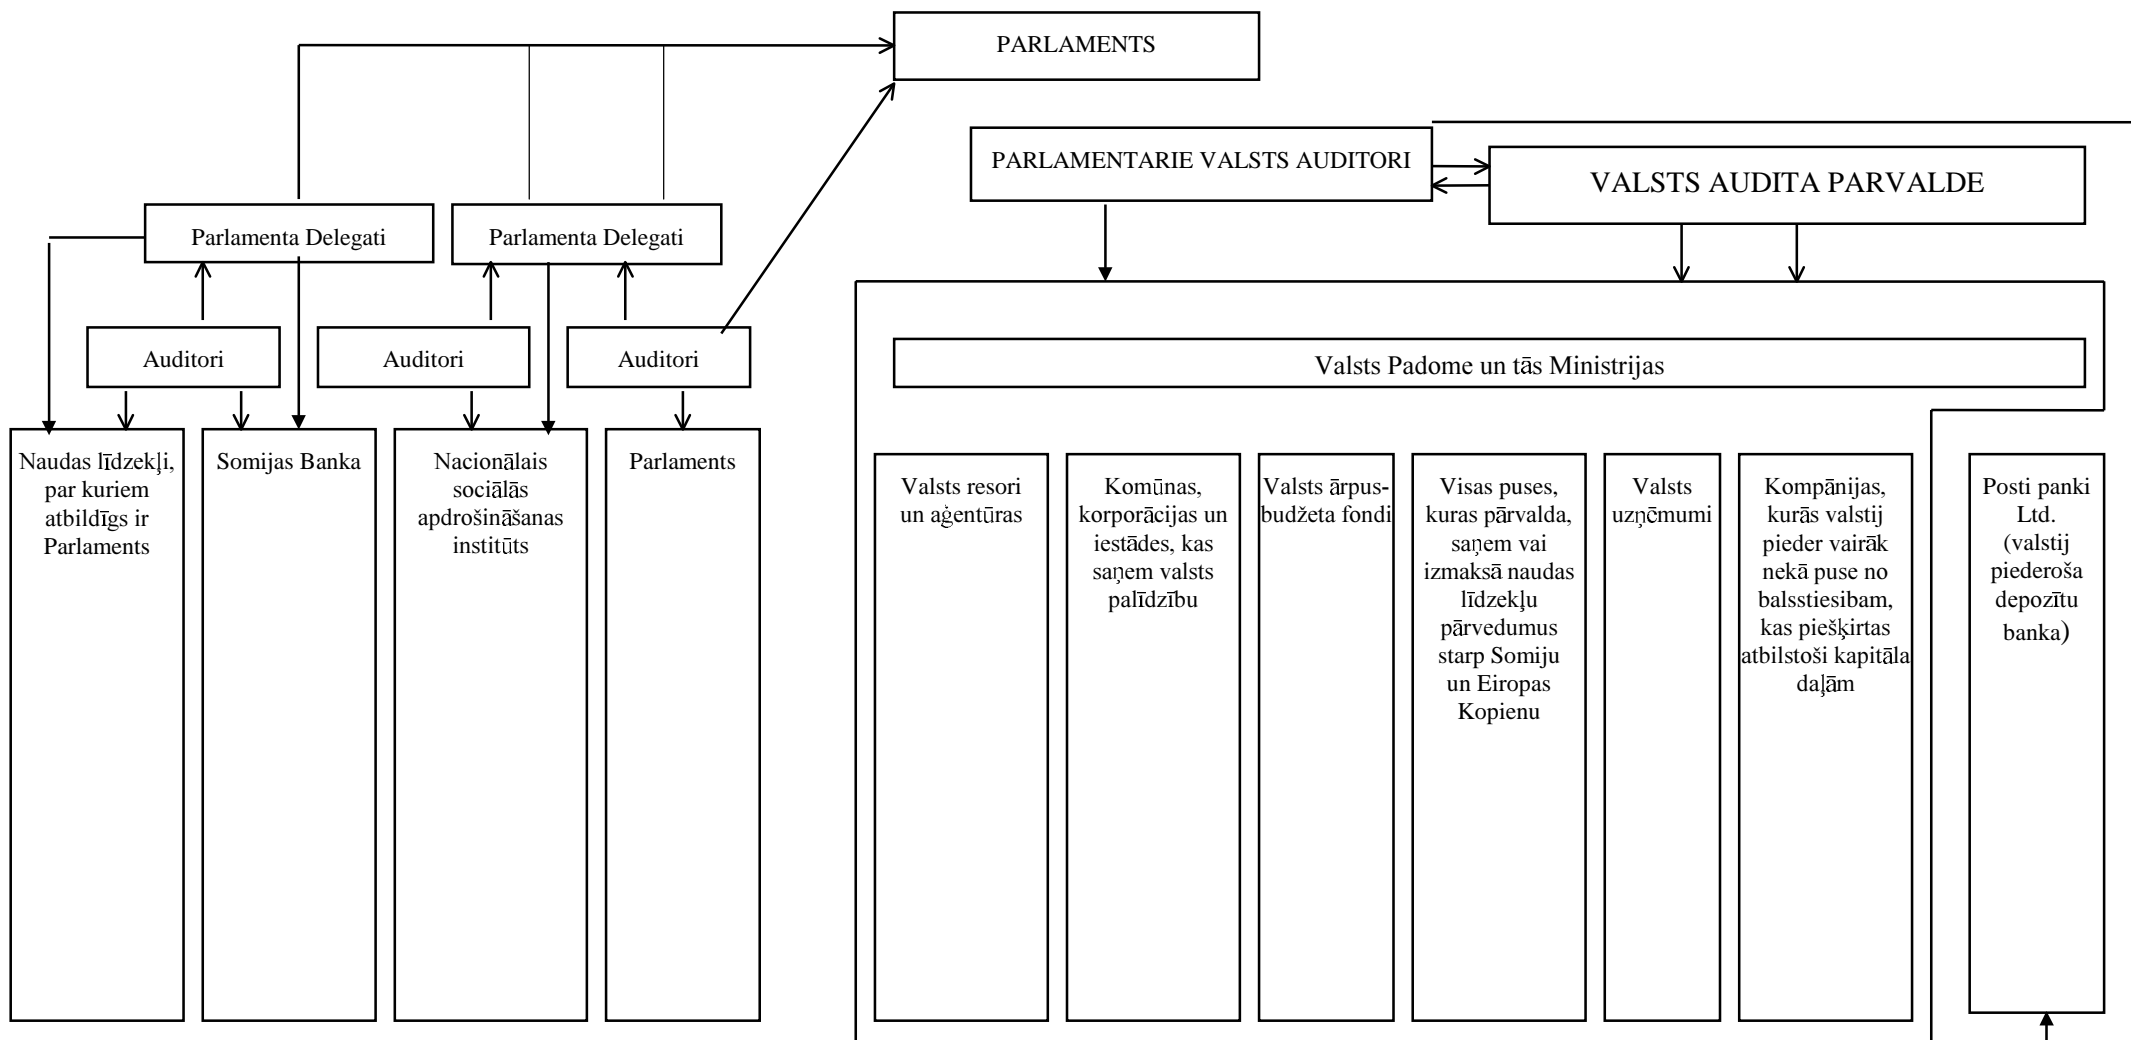 PARLAMENTS
PARLAMENTARIE VALSTS AUDITORI
VALSTS AUDITA PARVALDE
Parlamenta Delegati
Parlamenta Delegati
Auditori
Auditori
Auditori
Valsts Padome un tās Ministrijas
Naudas līdzekļi,
par kuriem
atbildīgs ir
Parlaments
Somijas Banka
Nacionālais
sociālās
apdrošināšanas
institūts
Parlaments
Valsts resori
un aģentūras
Komūnas,
korporācijas un
iestādes, kas
saņem valsts
palīdzību
Valsts ārpus-
budžeta fondi
Visas puses,
kuras pārvalda,
saņem vai
izmaksā naudas
līdzekļu
pārvedumus
starp Somiju
un Eiropas
Kopienu
Valsts
uzņēmumi
Kompānijas,
kurās valstij
pieder vairāk
nekā puse no
balsstiesibam,
kas piešķirtas
atbilstoši kapitāla
daļām
Posti panki
Ltd.
(valstij
piederoša
depozītu
banka)